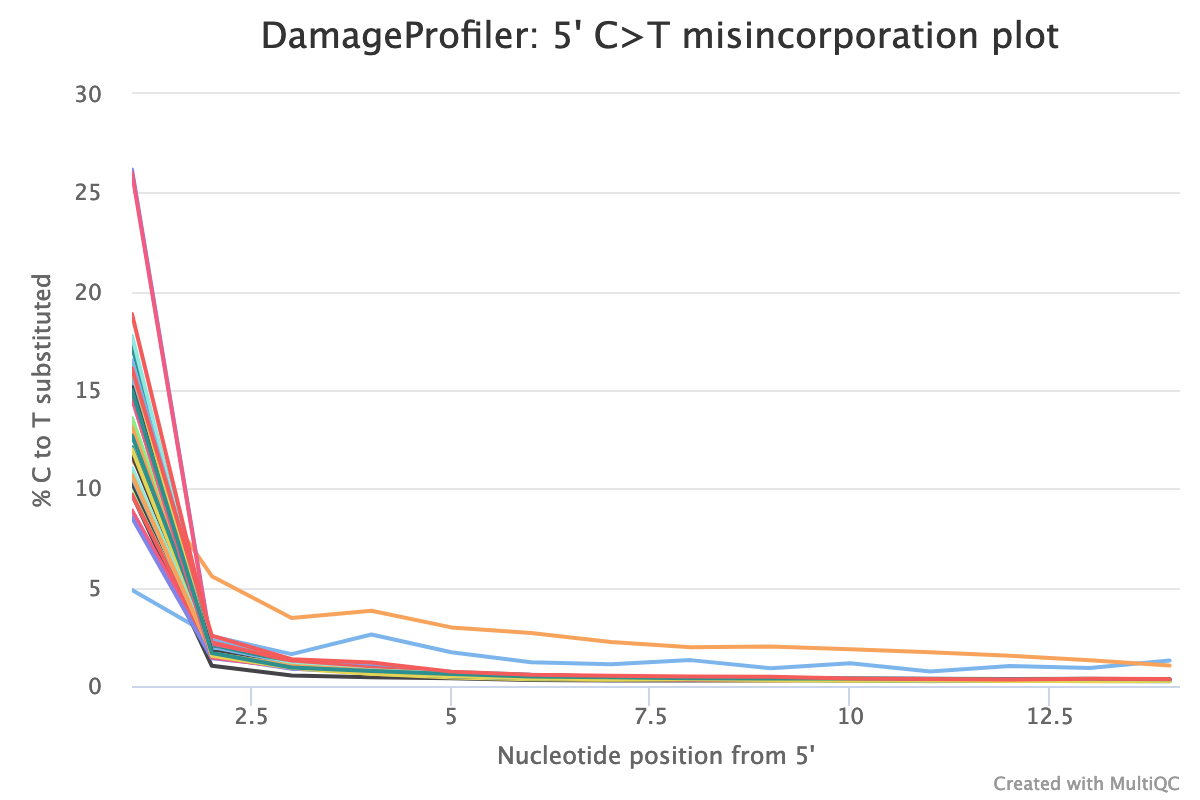 DamageProfiler: 5' C>T misincorporation plot
30
25
20
15
10
5
0
% C to T substituted
2.5 5 7.5 10 12.5
Nucleotide position from 5'
Created with MultiQC